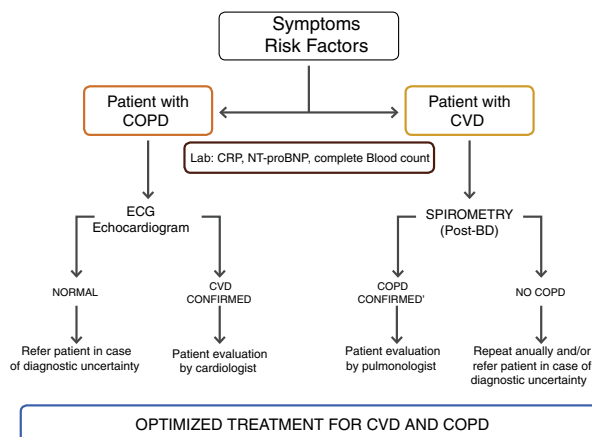 Symptoms
Risk Factors
Patient with
COPD
Patient with
CVD
Lab: CRP, NT-proBNP, complete Blood count
ECG
Echocardiogram
SPIROMETRY
(Post-BD)
NORMAL
CVD
CONFIRMED
COPD
CONFIRMED'
NO COPD
Refer patient in case
of diagnostic uncertainty
Patient evaluation
by cardiologist
Patient evaluation
by pulmonologist
Repeat anually and/or
refer patient in case of
diagnostic uncertainty
OPTIMIZED TREATMENT FOR CVD AND COPD